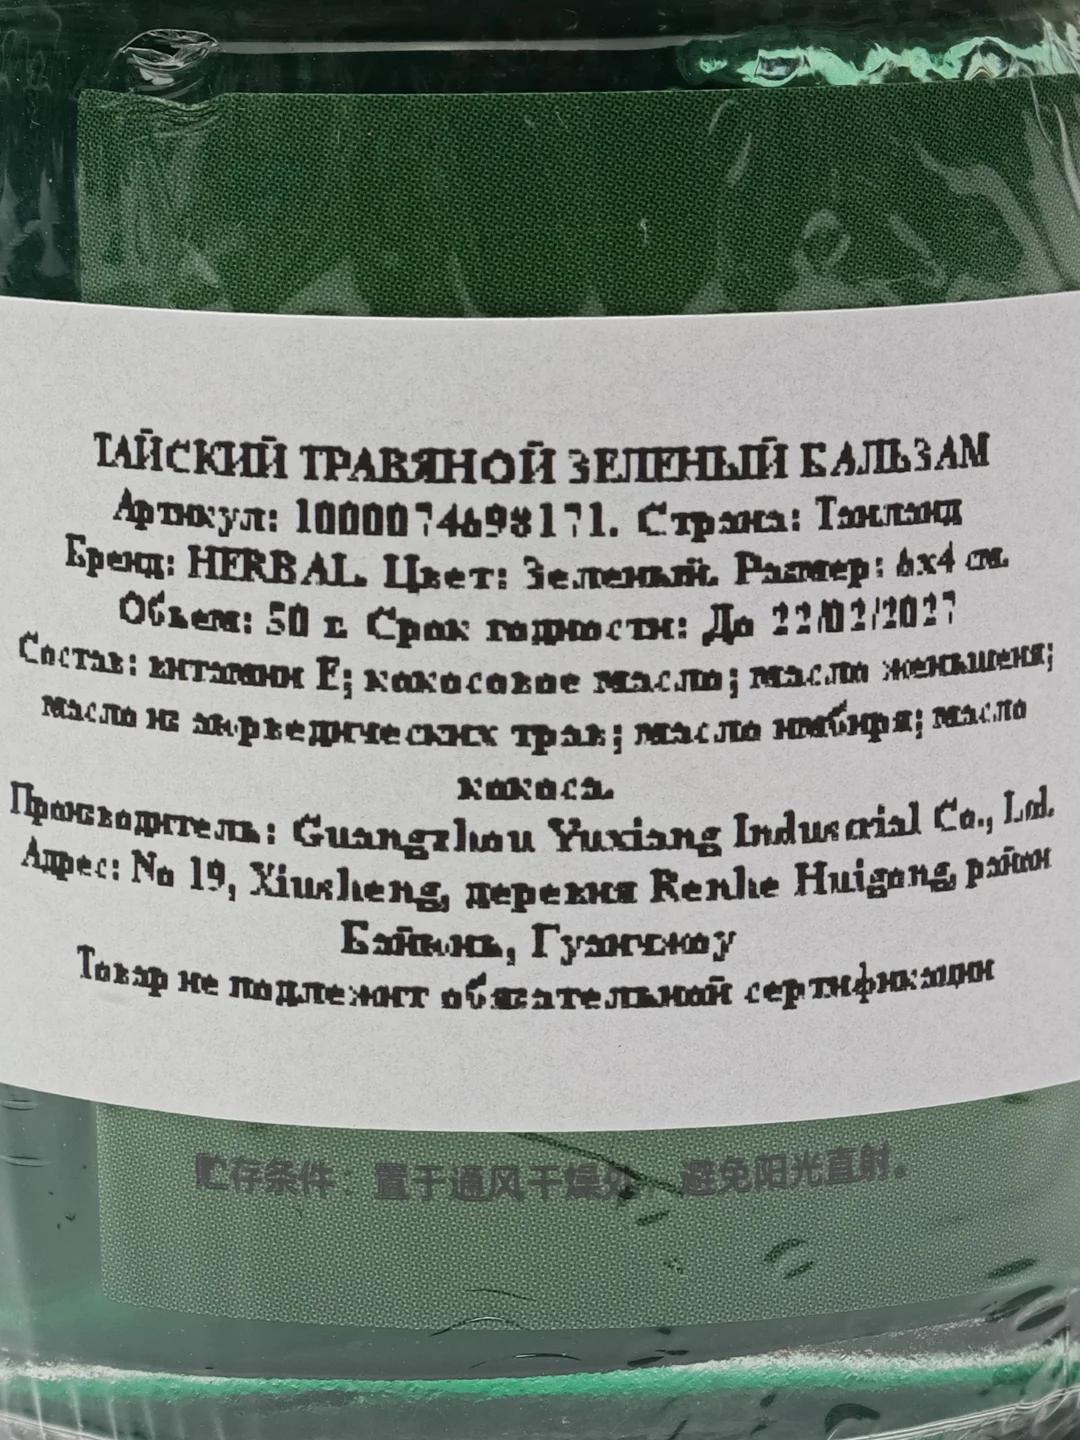 ТАЙСКИЙ ТРАВЯНОЙ ЗЕЛЕНЫЙ БАЛЬЗАМ
Артикул: 1000074698171. Страна: Таиланд
Бренд: HERBAL. Цвет: Зеленый. Размер: 6x4 см.
Объем: 50 г. Срок годности: До 22/02/2027
Состав: витамин Е; кокосовое масло; масло женьшеня;
масло из аюрведических трав; масло имбиря; масло
кокоса.
Производитель: Guangzhou Yuxiang Industrial Co., Ltd.
Адрес: No 19, Xiusheng, деревня Renhe Huigang, район
Байюнь, Гуанчжоу
Товар не подлежит обязательной сертификации
贮存条件：置于通风干燥处，避免阳光直射。